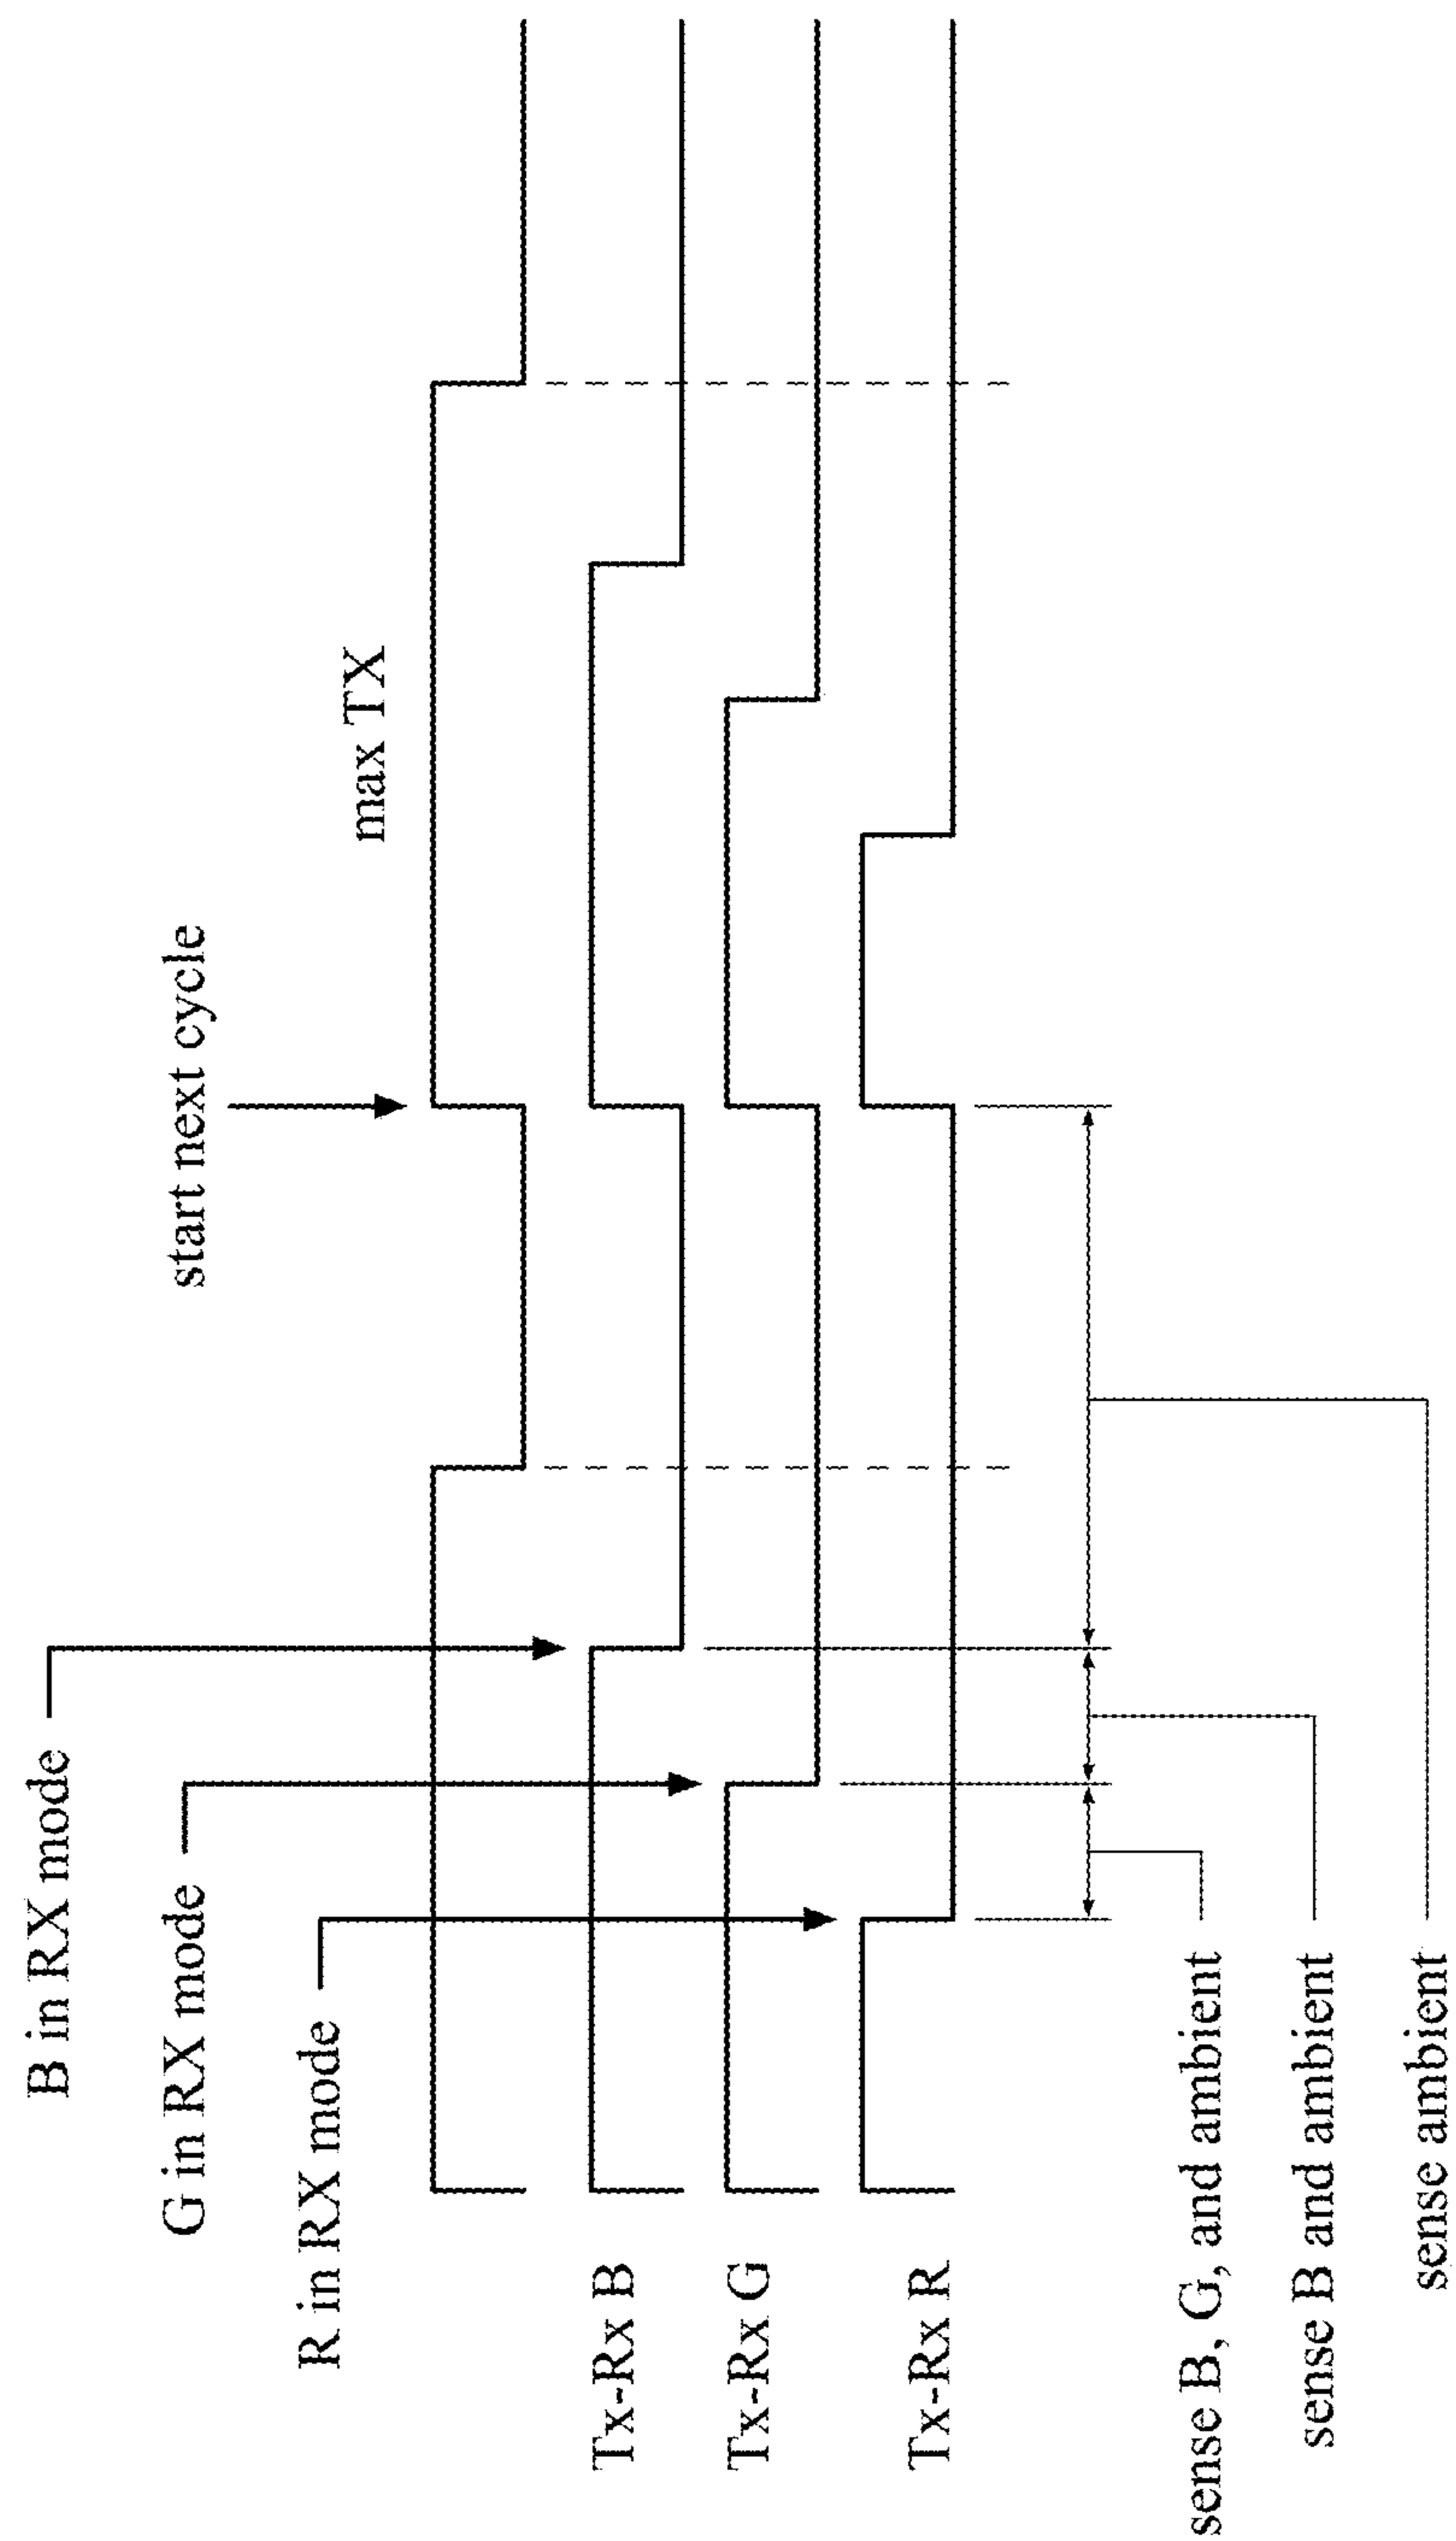 B in RX mode
G in RX mode
R in RX mode
start next cycle
max TX
Tx-Rx B
Tx-Rx G
Tx-Rx R
sense B, G, and ambient
sense B and ambient
sense ambient